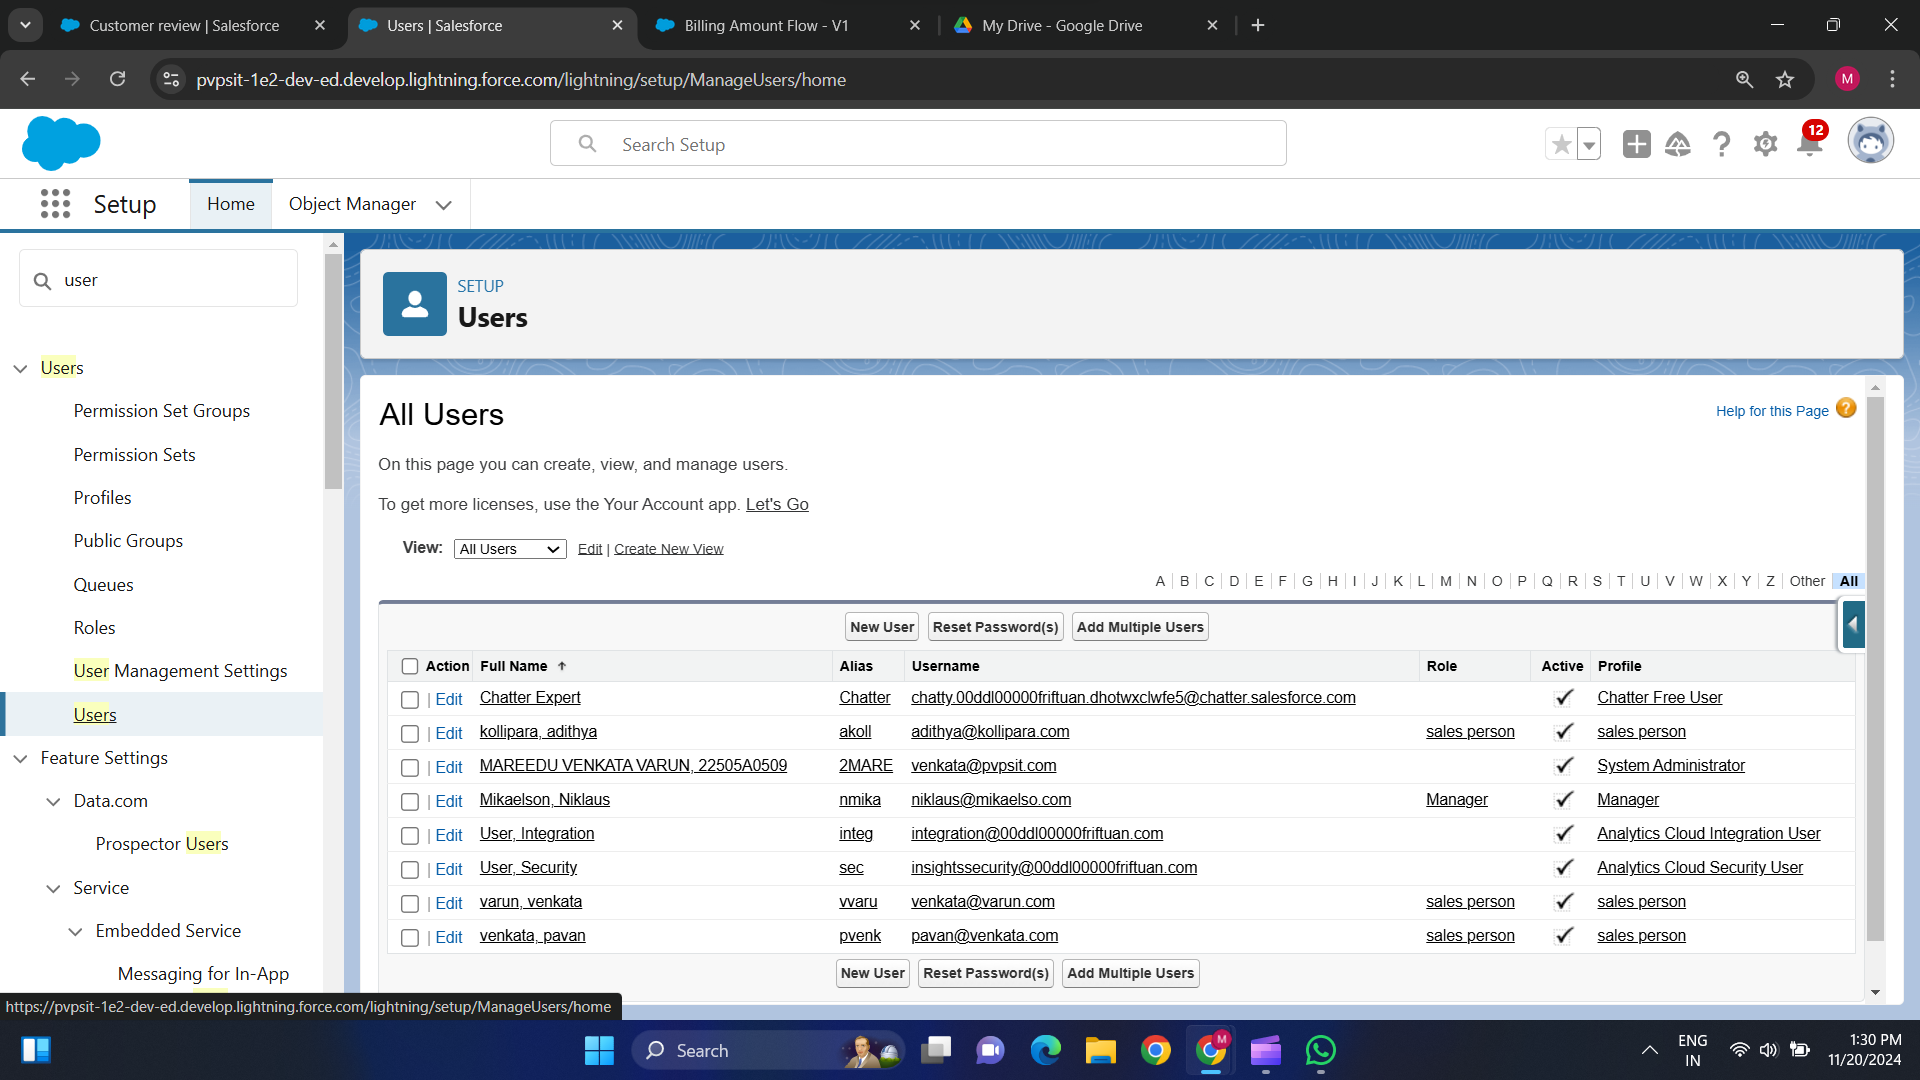 Customer review | Salesforce
Users | Salesforce
Billing Amount Flow - V1
My Drive - Google Drive
pvpsit-1e2-dev-ed.develop.lightning.force.com/lightning/setup/ManageUsers/home
M
Search Setup
12
Setup
Home
Object Manager
user
SETUP
Users
Users
Permission Set Groups
Permission Sets
Profiles
Public Groups
Queues
Roles
User Management Settings
Users
Feature Settings
Data.com
Prospector Users
Service
Embedded Service
Messaging for In-App
All Users
Help for this Page ?
On this page you can create, view, and manage users.
To get more licenses, use the Your Account app. Let's Go
View: All Users Edit | Create New View
A | B | C | D | E | F | G | H | I | J | K | L | M | N | O | P | Q | R | S | T | U | V | W | X | Y | Z | Other | All
New User Reset Password(s) Add Multiple Users
Action Full Name ↑ Alias Username Role Active Profile
| Edit Chatter Expert Chatter chatty.00ddl00000friftuan.dhotwxclwfe5@chatter.salesforce.com Chatter Free User
| Edit kollipara, adithya akoll adithya@kollipara.com sales person sales person
| Edit MAREEDU VENKATA VARUN, 22505A0509 2MARE venkata@pvpsit.com System Administrator
| Edit Mikaelson, Niklaus nmika niklaus@mikaelso.com Manager Manager
| Edit User, Integration integ integration@00ddl00000friftuan.com Analytics Cloud Integration User
| Edit User, Security sec insightssecurity@00ddl00000friftuan.com Analytics Cloud Security User
| Edit varun, venkata vvaru venkata@varun.com sales person sales person
| Edit venkata, pavan pvenk pavan@venkata.com sales person sales person
New User Reset Password(s) Add Multiple Users
https://pvpsit-1e2-dev-ed.develop.lightning.force.com/lightning/setup/ManageUsers/home
Search
M
ENG
IN
1:30 PM
11/20/2024